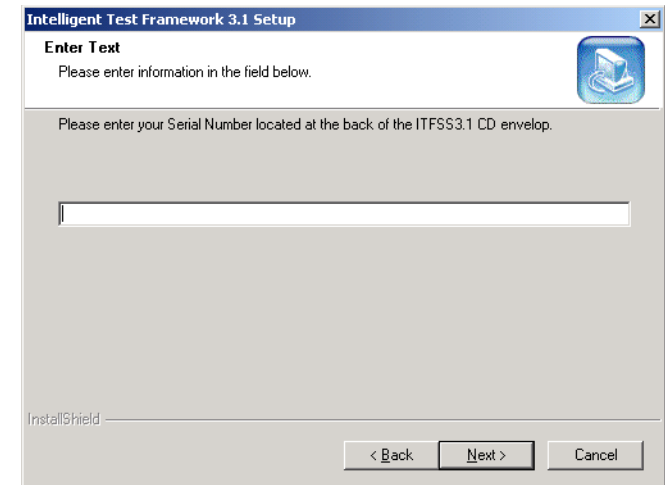 Intelligent Test Framework 3.1 Setup
Enter Text
Please enter information in the field below.
Please enter your Serial Number located at the back of the ITFSS3.1 CD envelop.
InstallShield
< Back
Next >
Cancel